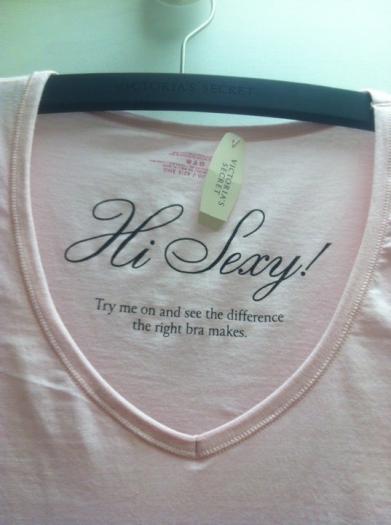 VICTORIA'S SECRET
VICTORIA'S
SECRET
Hi Sexy!
Try me on and see the difference
the right bra makes.